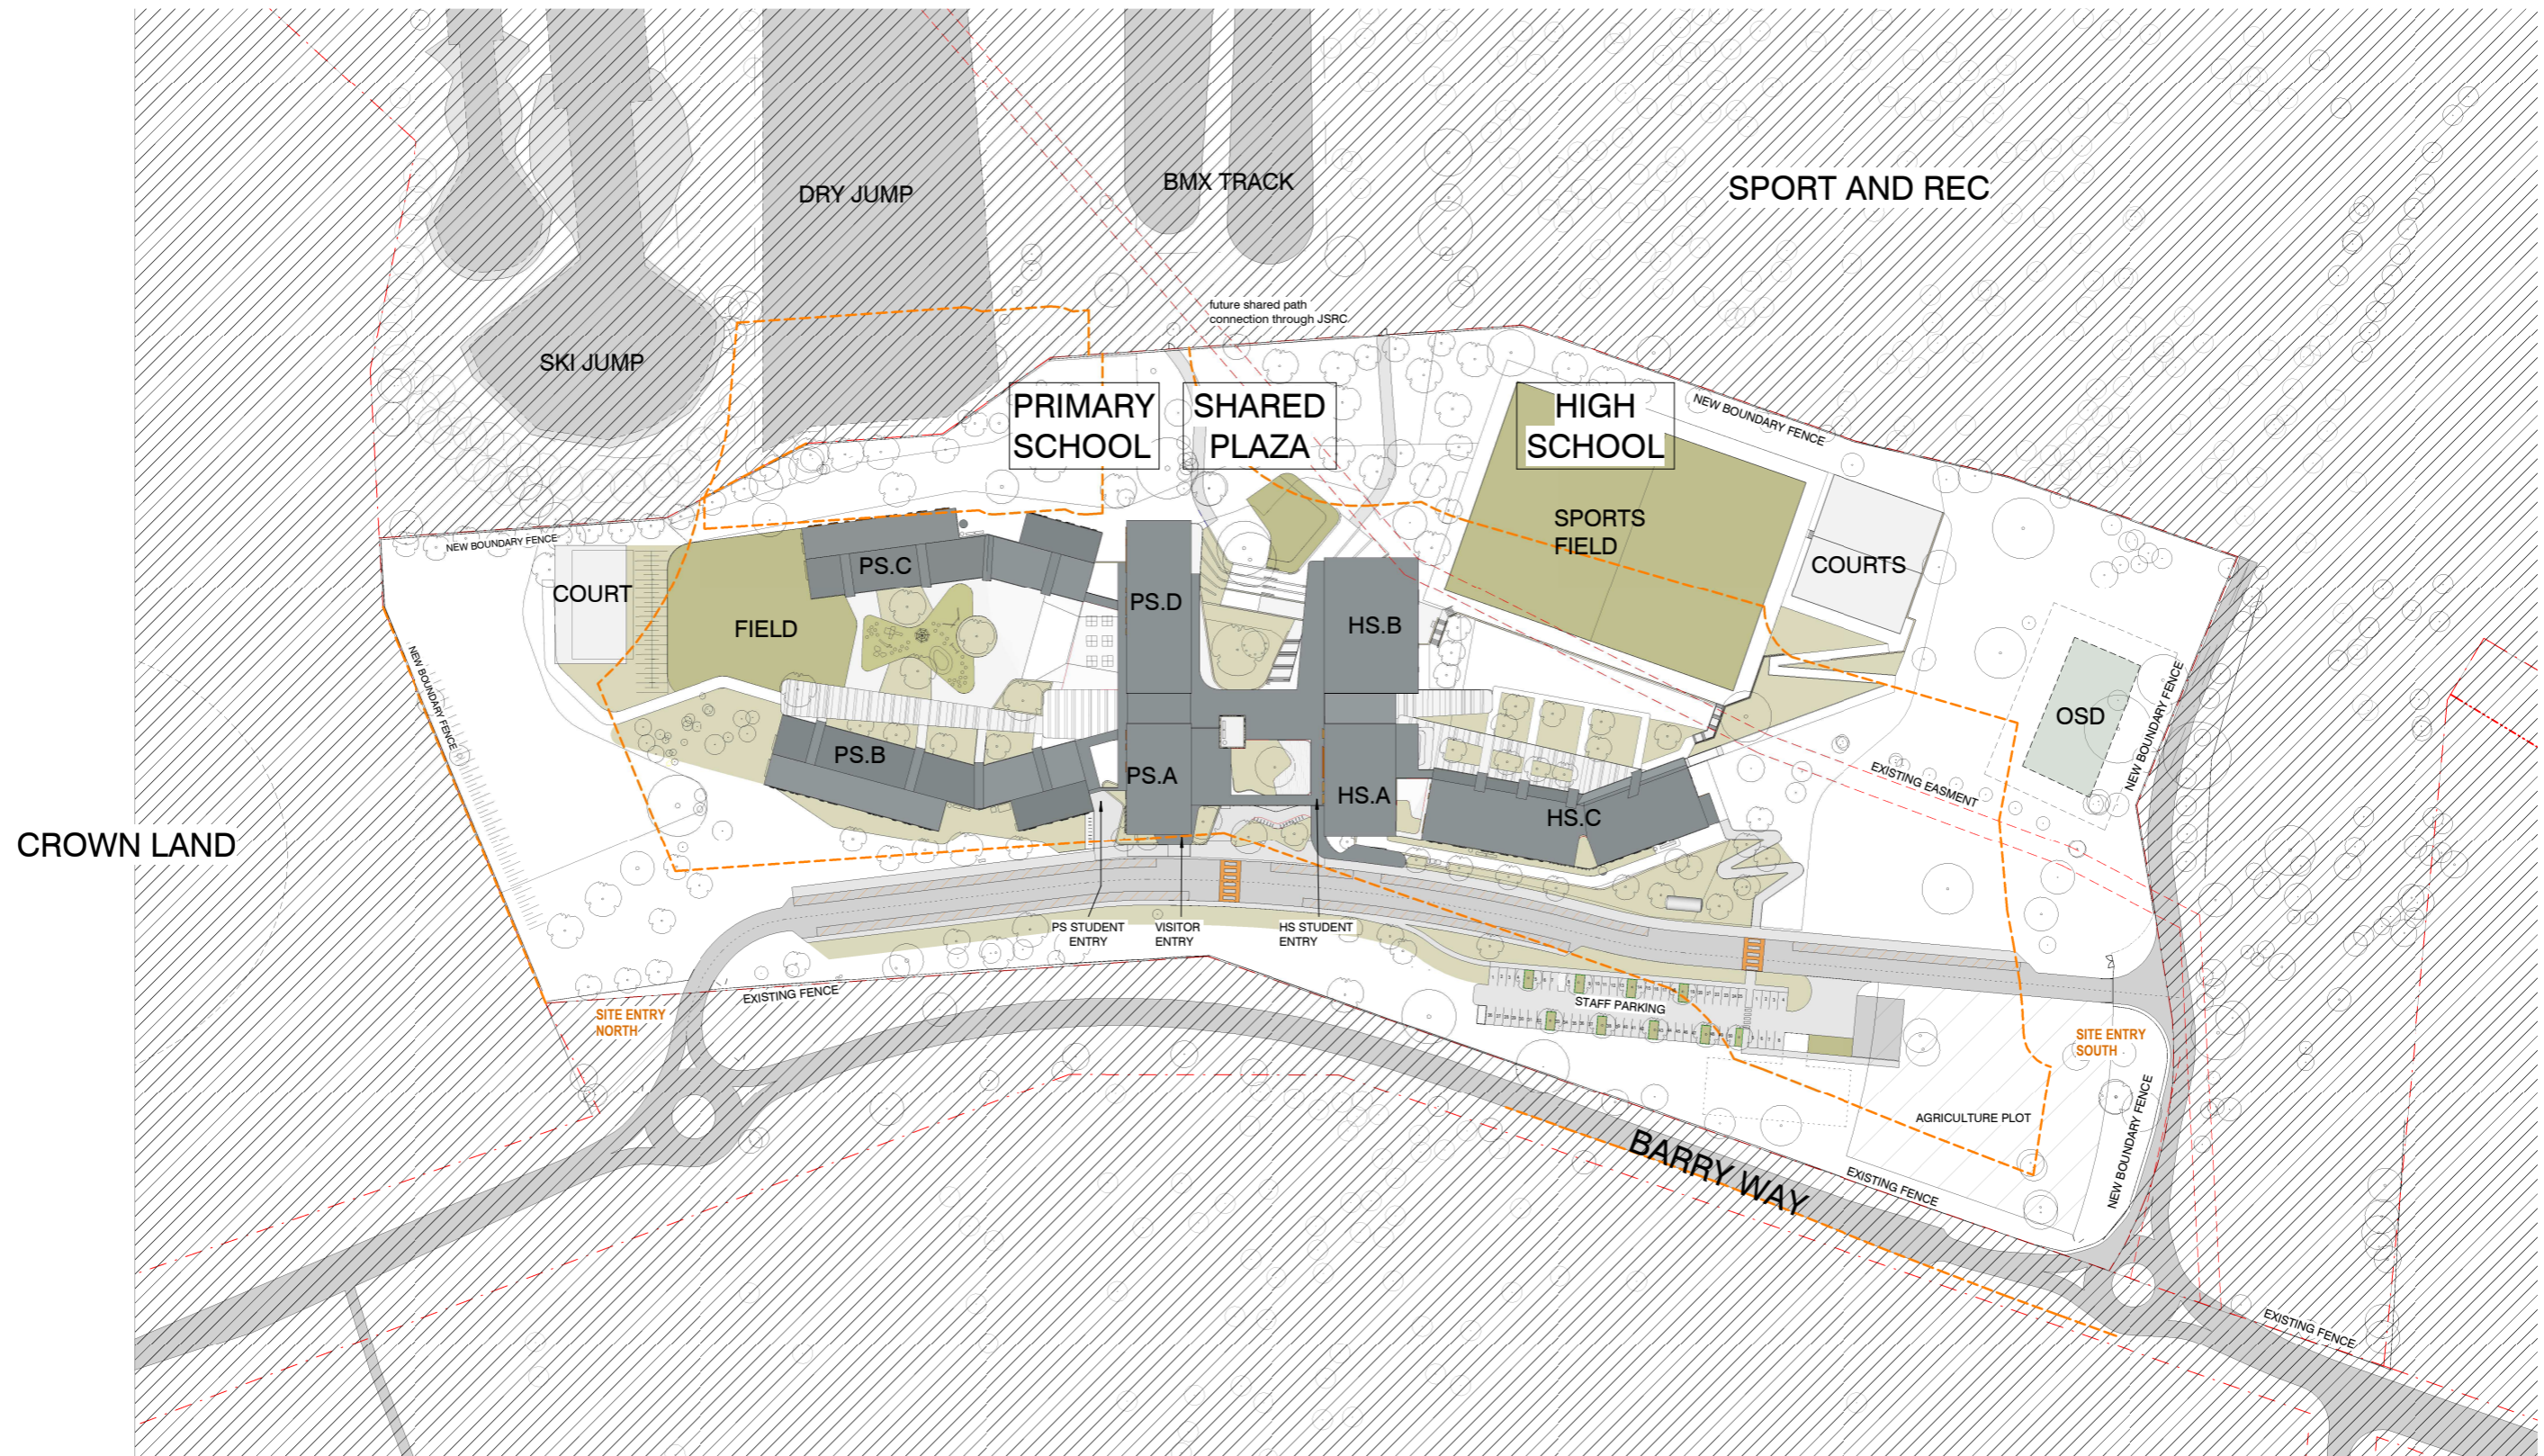 DRY JUMP
BMX TRACK
SPORT AND REC
future shared path
connection through JSRC
SKI JUMP
PRIMARY
SCHOOL
SHARED
PLAZA
HIGH
SCHOOL
NEW BOUNDARY FENCE
NEW BOUNDARY FENCE
SPORTS
FIELD
COURTS
COURT
PS.C
PS.D
HS.B
FIELD
NEW BOUNDARY FENCE
NEW BOUNDARY FENCE
OSD
PS.B
PS.A
HS.A
HS.C
EXISTING EASMENT
CROWN LAND
PS STUDENT
ENTRY
VISITOR
ENTRY
HS STUDENT
ENTRY
EXISTING FENCE
STAFF PARKING
SITE ENTRY
NORTH
SITE ENTRY
SOUTH
AGRICULTURE PLOT
NEW BOUNDARY FENCE
BARRY WAY
EXISTING FENCE
EXISTING FENCE